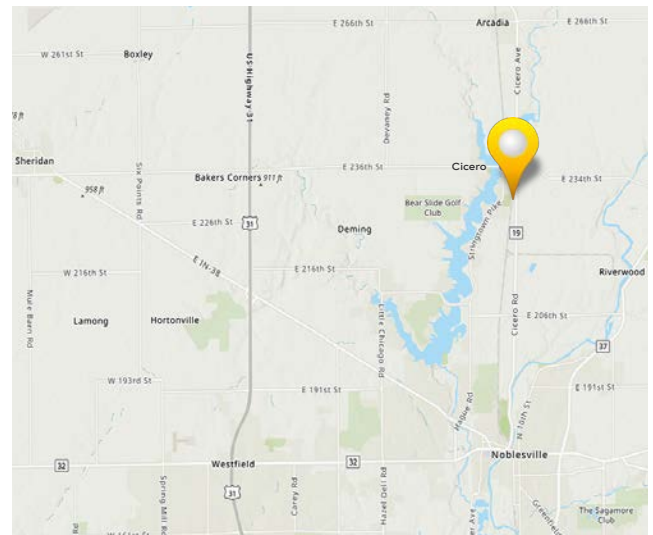 E 266th St
Arcadia
E 266th St
W 261st St
Boxley
US Highway 31
Cicero Ave
Devaney Rd
Sheridan
E 236th St
Cicero
Bakers Corners 911 ft
E 234th St
958 ft
Six Points Rd
Bear Slide Golf
Club
Stringtown Pike
E 226th St
31
Deming
19
E IN-38
W 216th St
E 216th St
Riverwood
Mule Barn Rd
Lamong
Hortonville
Little Chicago Rd
Cicero Rd
E 206th St
37
W 193rd St
E 191st St
E 191st St
Hague Rd
N 10th St
Noblesville
32
Westfield
32
31
Spring Mill Rd
Carey Rd
Hazel Dell Rd
The Sagamore
Club